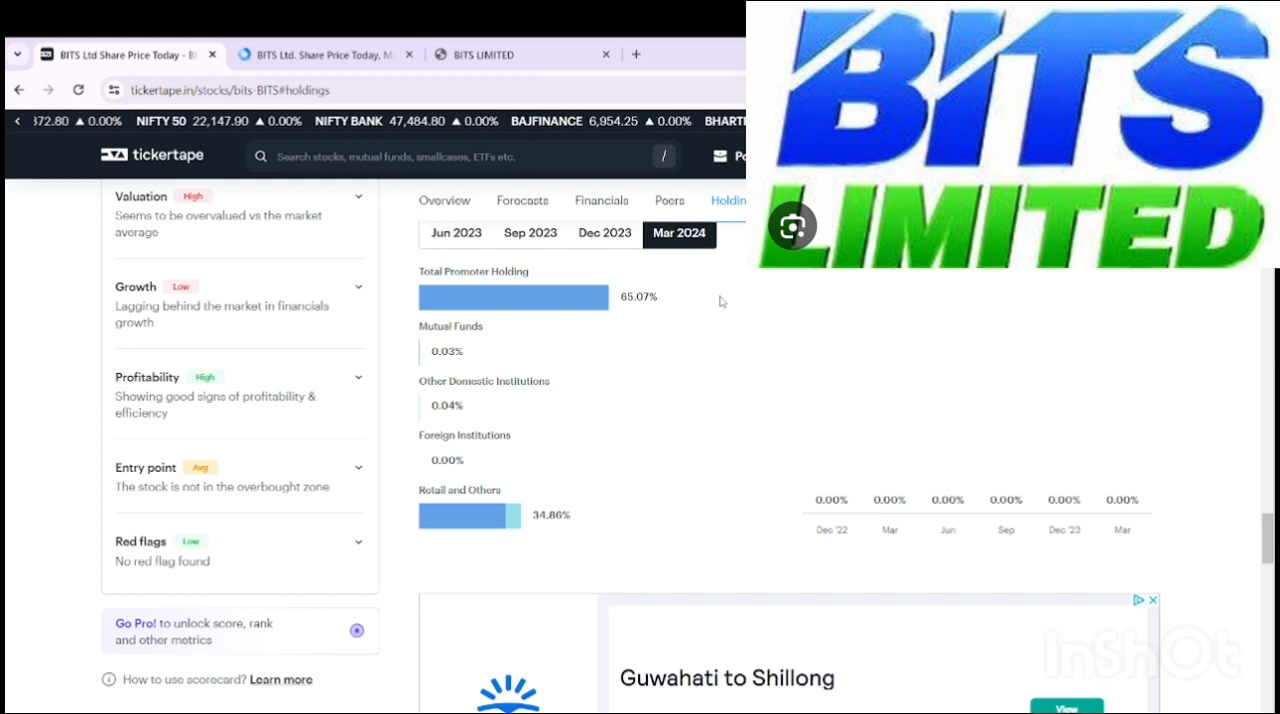 BITS Ltd Share Price Today - B
BITS Ltd. Share Price Today, M
BITS LIMITED
tickertape.in/stocks/bits-BITS#holdings
372.80 ▲ 0.00% NIFTY 50 22,147.90 ▲ 0.00% NIFTY BANK 47,484.80 ▲ 0.00% BAJFINANCE 6,954.25 ▲ 0.00% BHARTI
tickertape
Search stocks, mutual funds, smallcases, ETFs etc. /
BITS
LIMITED
Valuation High
Seems to be overvalued vs the market
average
Growth Low
Lagging behind the market in financials
growth
Profitability High
Showing good signs of profitability &
efficiency
Entry point Avg
The stock is not in the overbought zone
Red flags Low
No red flag found
Go Pro! to unlock score, rank
and other metrics
How to use scorecard? Learn more
Overview Forecasts Financials Peers Holdin
Jun 2023 Sep 2023 Dec 2023 Mar 2024
Total Promoter Holding
65.07%
Mutual Funds
0.03%
Other Domestic Institutions
0.04%
Foreign Institutions
0.00%
Retail and Others
34.86%
0.00% 0.00% 0.00% 0.00% 0.00% 0.00%
Dec '22 Mar Jun Sep Dec '23 Mar
Guwahati to Shillong
View
InShOt